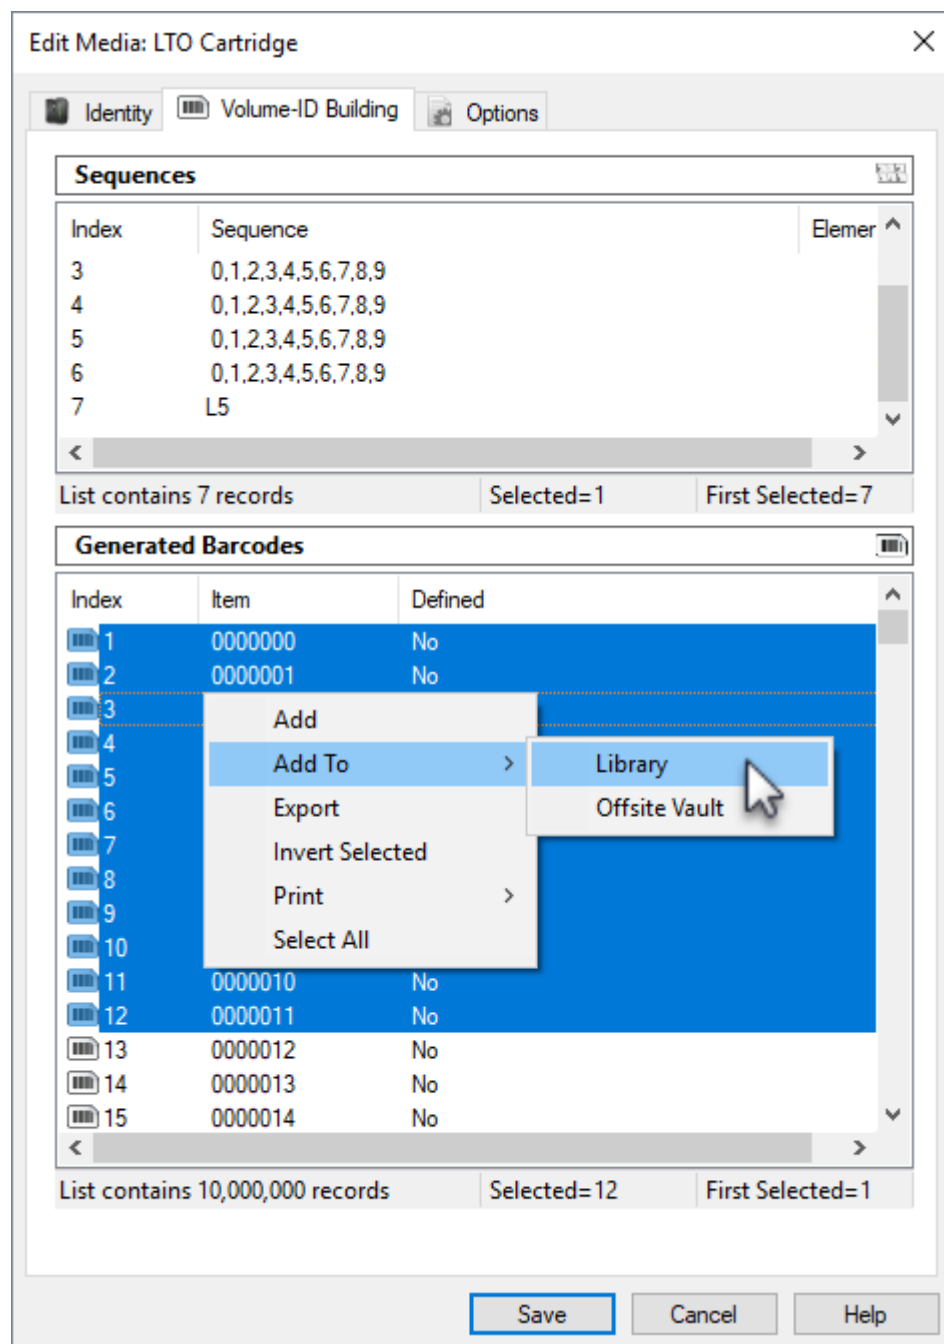 Edit Media: LTO Cartridge
Identity Volume-ID Building Options
Sequences
Index Sequence Elemer
3 0,1,2,3,4,5,6,7,8,9
4 0,1,2,3,4,5,6,7,8,9
5 0,1,2,3,4,5,6,7,8,9
6 0,1,2,3,4,5,6,7,8,9
7 L5
List contains 7 records Selected=1 First Selected=7
Generated Barcodes
Index Item Defined
1 0000000 No
2 0000001 No
3
4
5
6
7
8
9
10
11 0000010 No
12 0000011 No
13 0000012 No
14 0000013 No
15 0000014 No
Add
Add To
Export
Invert Selected
Print
Select All
Library
Offsite Vault
List contains 10,000,000 records Selected=12 First Selected=1
Save Cancel Help